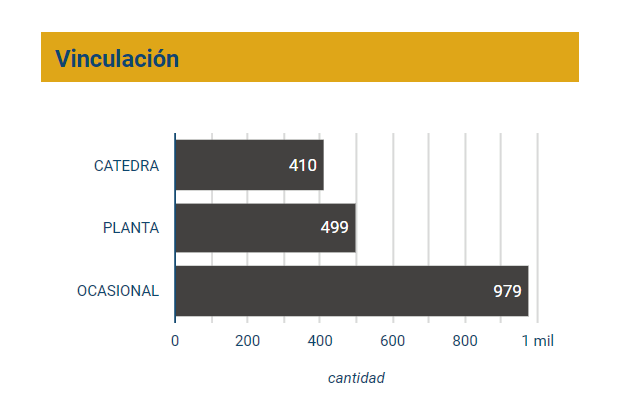 Vinculación
CATEDRA 410
PLANTA 499
OCASIONAL 979
0 200 400 600 800 1 mil
cantidad